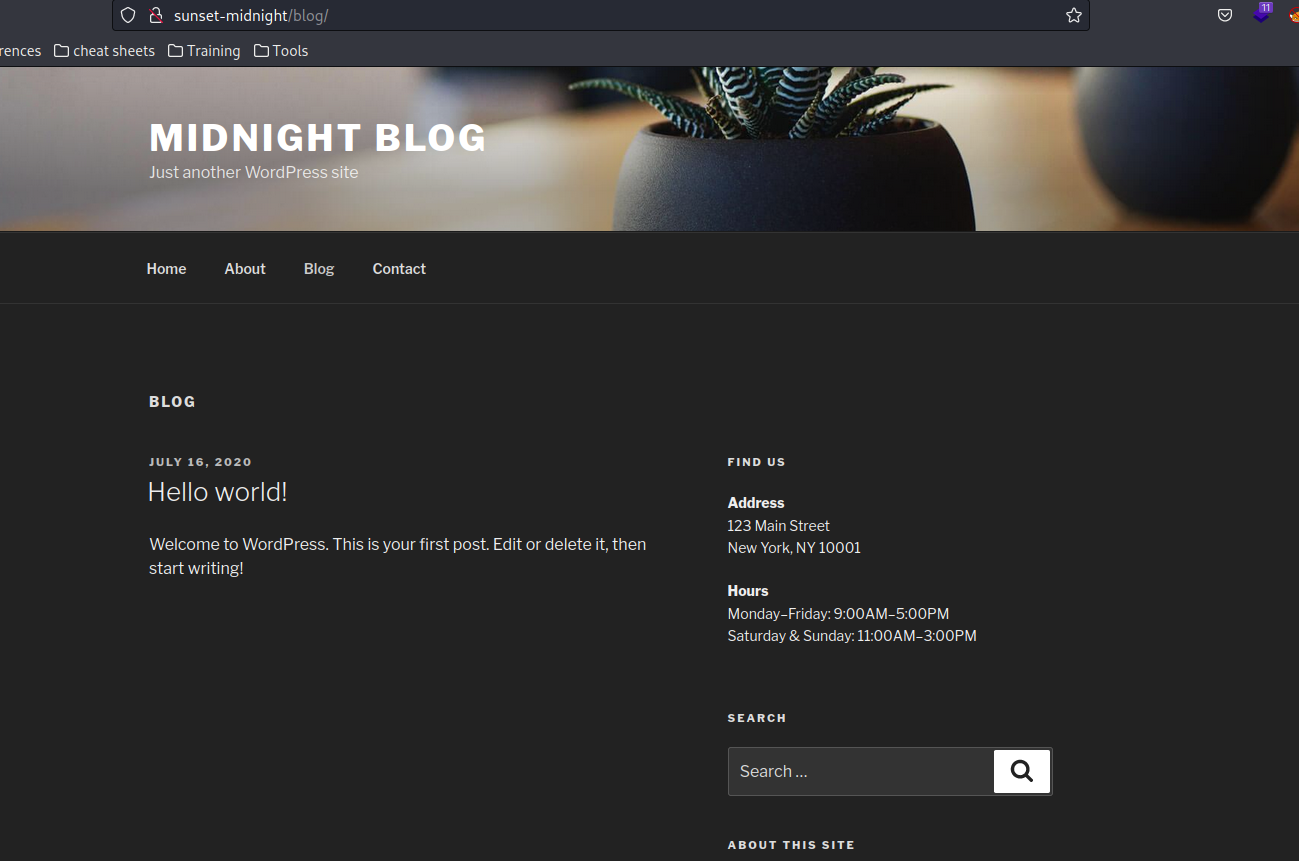 sunset-midnight/blog/
11
rences cheat sheets Training Tools
MIDNIGHT BLOG
Just another WordPress site
Home About Blog Contact
BLOG
JULY 16, 2020
Hello world!
Welcome to WordPress. This is your first post. Edit or delete it, then
start writing!
FIND US
Address
123 Main Street
New York, NY 10001
Hours
Monday–Friday: 9:00AM–5:00PM
Saturday & Sunday: 11:00AM–3:00PM
SEARCH
Search …
ABOUT THIS SITE